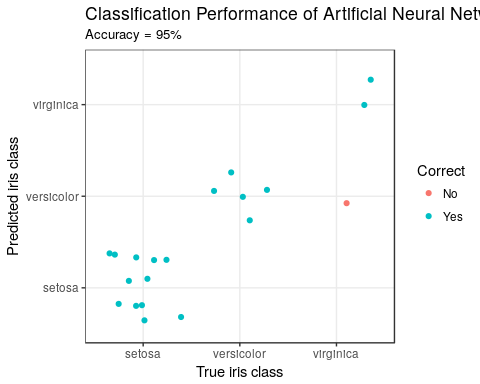 Classification Performance of Artificial Neural
Accuracy = 95%
Predicted iris class
virginica
versicolor
setosa
setosa
versicolor
virginica
True iris class
Correct
No
Yes